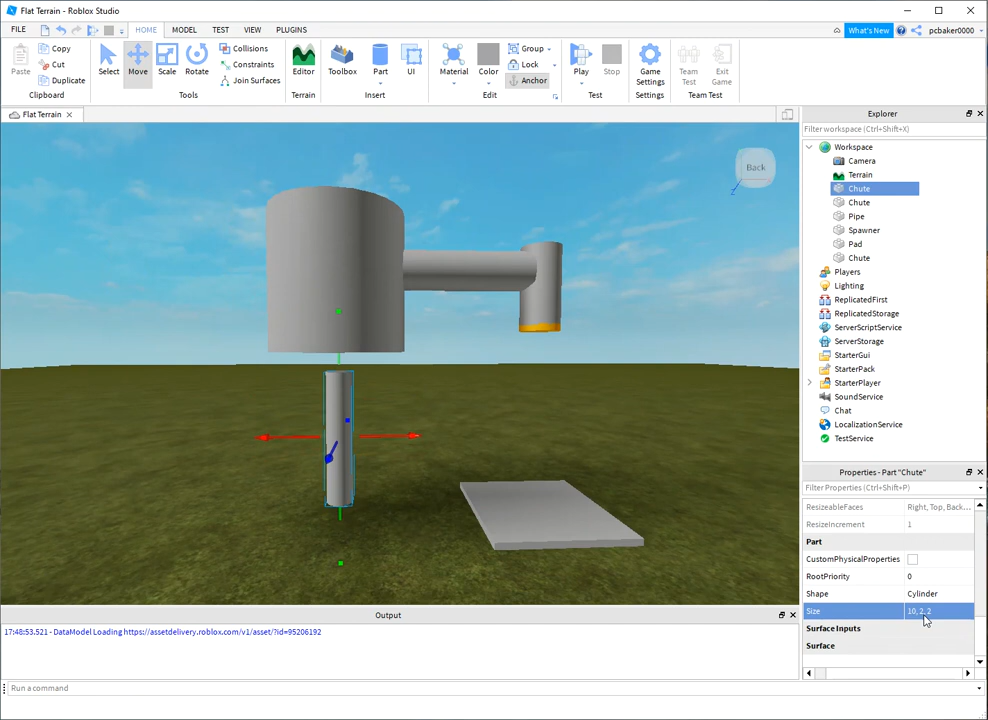 Flat Terrain - Roblox Studio
FILE HOME MODEL TEST VIEW PLUGINS What's New pcbaker0000
Paste Copy Cut Duplicate Select Move Scale Rotate Collisions Constraints Join Surfaces Editor Toolbox Part UI Material Color Group Lock Anchor Play Stop Game Settings Team Test Exit Game
Clipboard Tools Terrain Insert Edit Test Settings Team Test
Flat Terrain
Back
Z
Explorer
Filter workspace (Ctrl+Shift+X)
Workspace
Camera
Terrain
Chute
Chute
Pipe
Spawner
Pad
Chute
Players
Lighting
ReplicatedFirst
ReplicatedStorage
ServerScriptService
ServerStorage
StarterGui
StarterPack
StarterPlayer
SoundService
Chat
LocalizationService
TestService
Properties - Part "Chute"
Filter Properties (Ctrl+Shift+P)
ResizeableFaces Right, Top, Back...
ResizeIncrement 1
Part
CustomPhysicalProperties
RootPriority 0
Shape Cylinder
Size 10, 2, 2
Surface Inputs
Surface
Output
17:48:53.521 - DataModel Loading https://assetdelivery.roblox.com/v1/asset/?id=95206192
Run a command